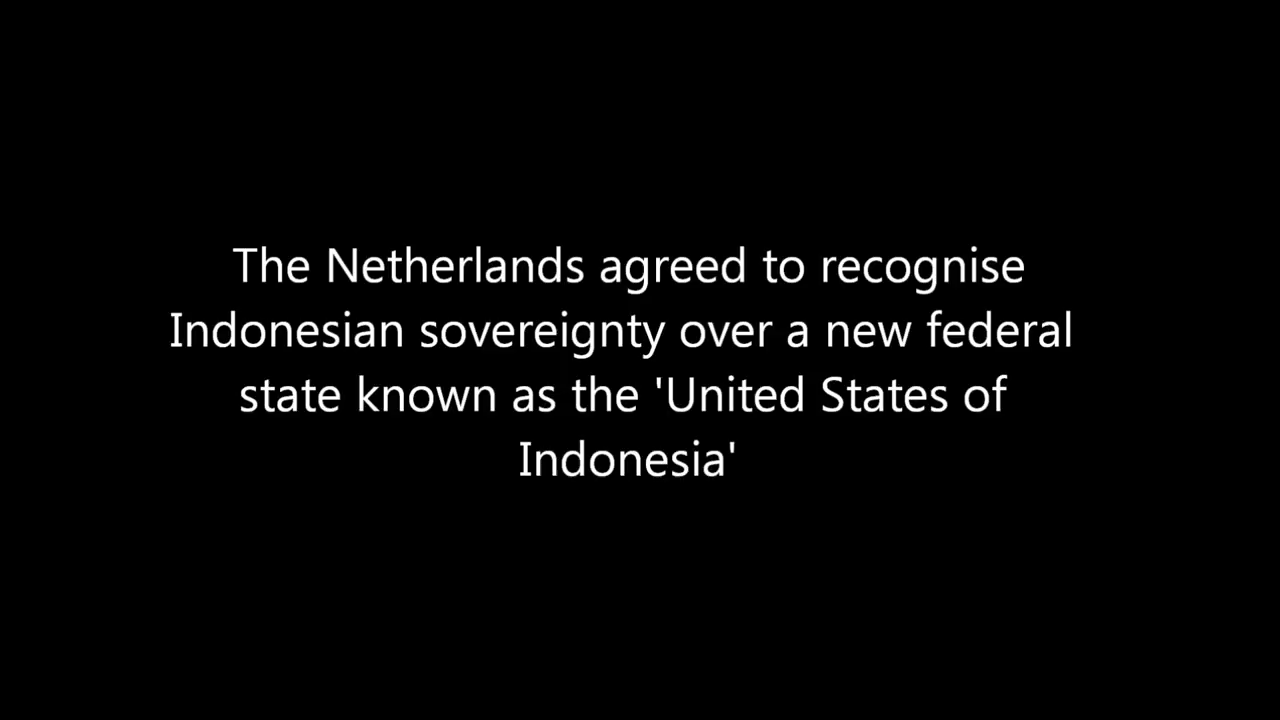 The Netherlands agreed to recognise
Indonesian sovereignty over a new federal
state known as the 'United States of
Indonesia'